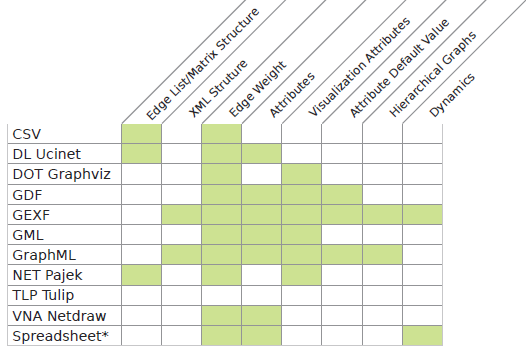 Edge List/Matrix Structure
XML Struture
Edge Weight
Attributes
Visualization Attributes
Attribute Default Value
Hierarchical Graphs
Dynamics
CSV
DL Ucinet
DOT Graphviz
GDF
GEXF
GML
GraphML
NET Pajek
TLP Tulip
VNA Netdraw
Spreadsheet*